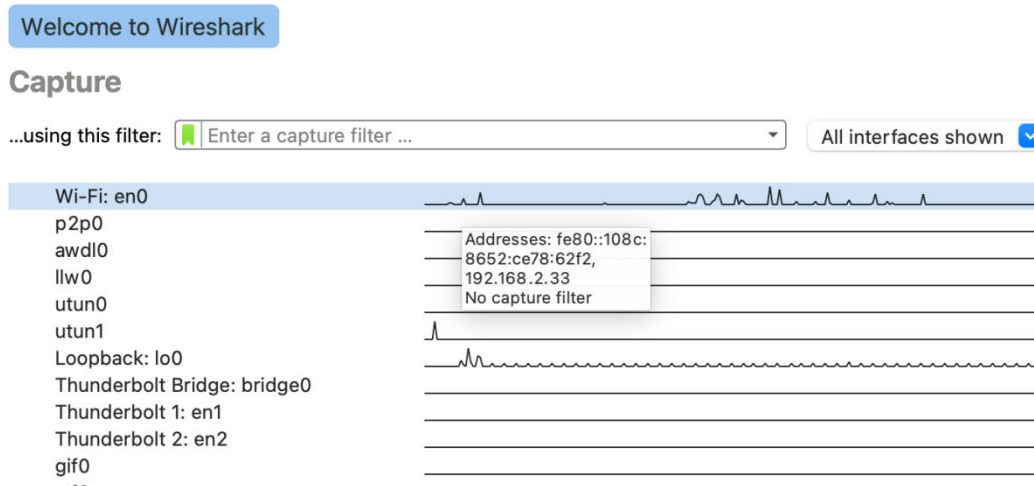 Welcome to Wireshark
Capture
...using this filter: Enter a capture filter ... All interfaces shown
Wi-Fi: en0
p2p0
awdl0
llw0
utun0
utun1
Loopback: lo0
Thunderbolt Bridge: bridge0
Thunderbolt 1: en1
Thunderbolt 2: en2
gif0
Addresses: fe80::108c:
8652:ce78:62f2,
192.168.2.33
No capture filter